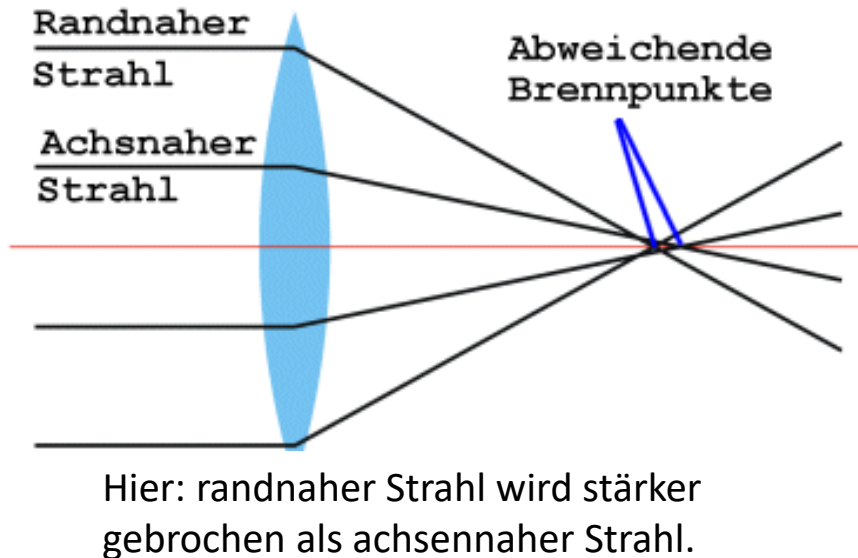 Randnaher
Strahl
Abweichende
Brennpunkte
Achsnaher
Strahl
Hier: randnaher Strahl wird stärker
gebrochen als achsennaher Strahl.